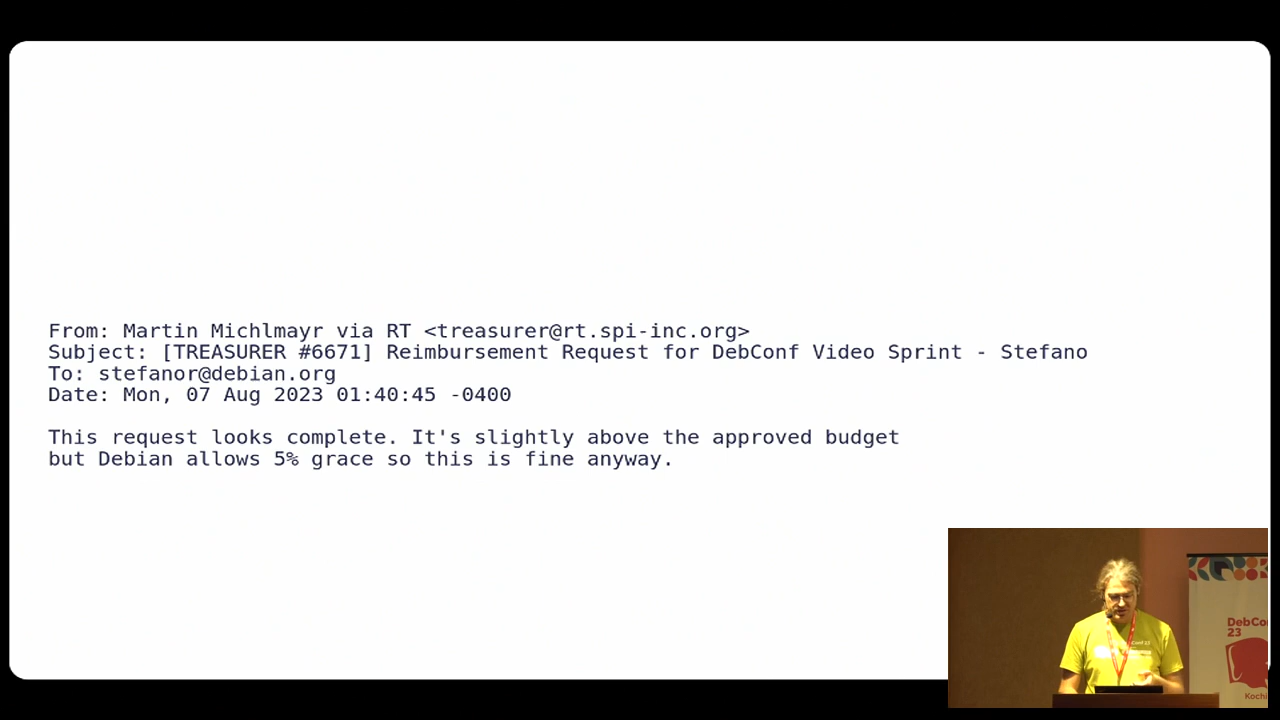 From: Martin Michlmayr via RT <treasurer@rt.spi-inc.org>
Subject: [TREASURER #6671] Reimbursement Request for DebConf Video Sprint - Stefano
To: stefanor@debian.org
Date: Mon, 07 Aug 2023 01:40:45 -0400
This request looks complete. It's slightly above the approved budget
but Debian allows 5% grace so this is fine anyway.
DebCo
23
Kochi